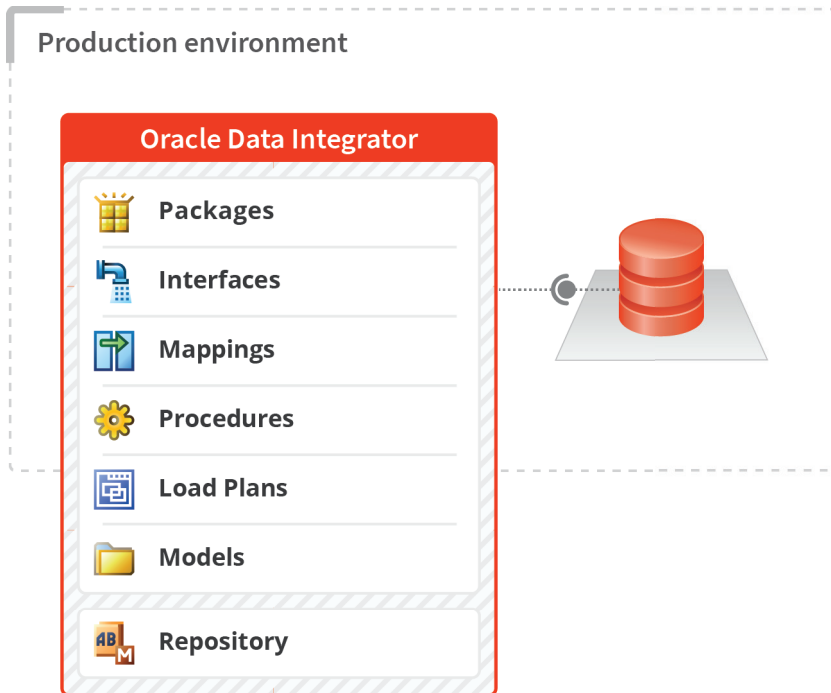 Production environment
Oracle Data Integrator
Packages
Interfaces
Mappings
Procedures
Load Plans
Models
AB
M
Repository